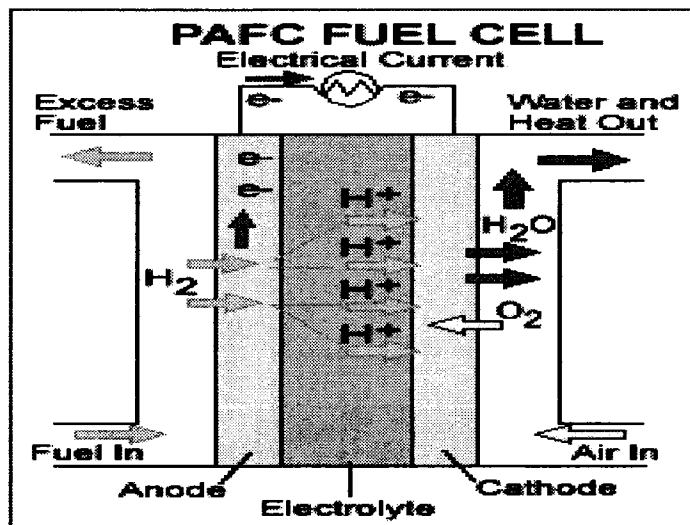 PAFC FUEL CELL
Electrical Current
e-
e-
Excess
Fuel
Water and
Heat Out
e-
e-
H+
H2O
H+
H2
H+
O2
H+
Fuel In
Air In
Anode
Cathode
Electrolyte